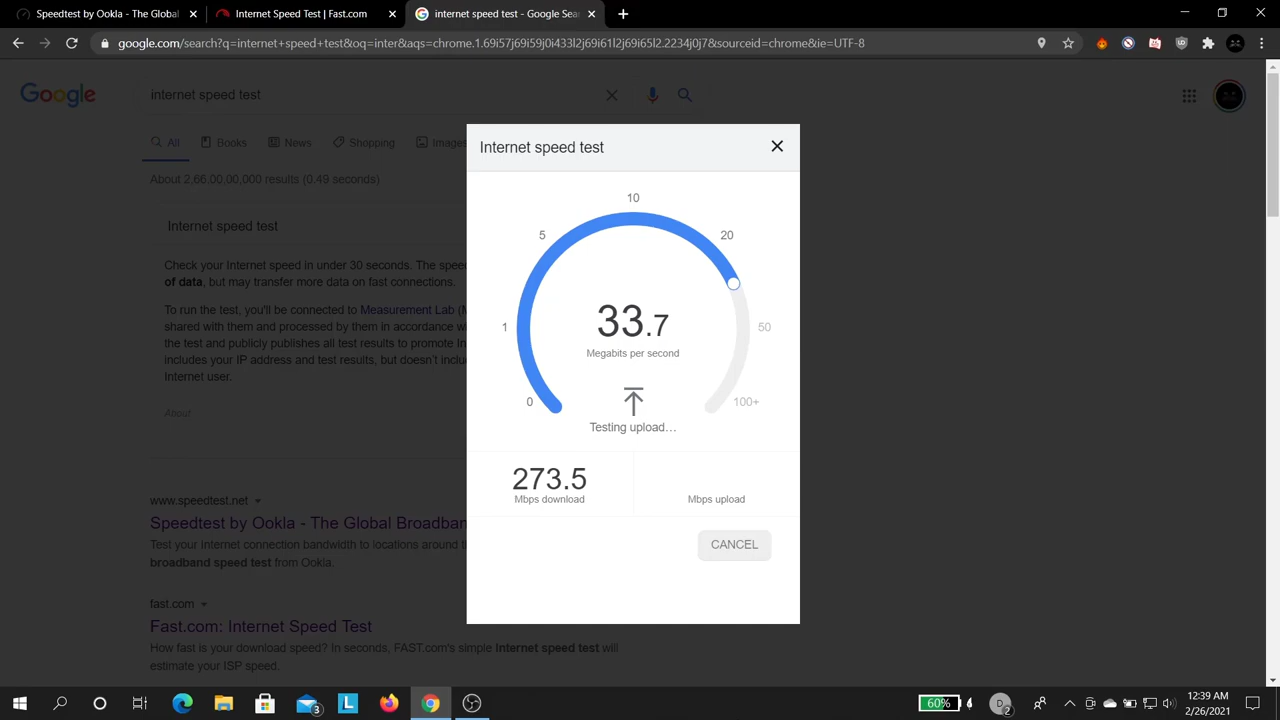 Speedtest by Ookla - The Global
Internet Speed Test | Fast.com
internet speed test - Google Sea
google.com/search?q=internet+speed+test&oq=inter&aqs=chrome.1.69i57j69i59j0i433l2j69i61l2j69i65l2.2234j0j7&sourceid=chrome&ie=UTF-8
Google
internet speed test
All
Books
News
Shopping
Images
About 2,66,00,00,000 results (0.49 seconds)
Internet speed test
Check your Internet speed in under 30 seconds. The spee
of data, but may transfer more data on fast connections.
To run the test, you'll be connected to Measurement Lab (M
shared with them and processed by them in accordance w
the test and publicly publishes all test results to promote In
includes your IP address and test results, but doesn't inclu
Internet user.
About
www.speedtest.net
Speedtest by Ookla - The Global Broadban
Test your Internet connection bandwidth to locations around th
broadband speed test from Ookla.
fast.com
Fast.com: Internet Speed Test
How fast is your download speed? In seconds, FAST.com's simple Internet speed test will
estimate your ISP speed.
Internet speed test
10
5
20
1
50
0
100+
33.7
Megabits per second
Testing upload…
273.5
Mbps download
Mbps upload
CANCEL
3
L
60%
D
2
12:39 AM
2/26/2021